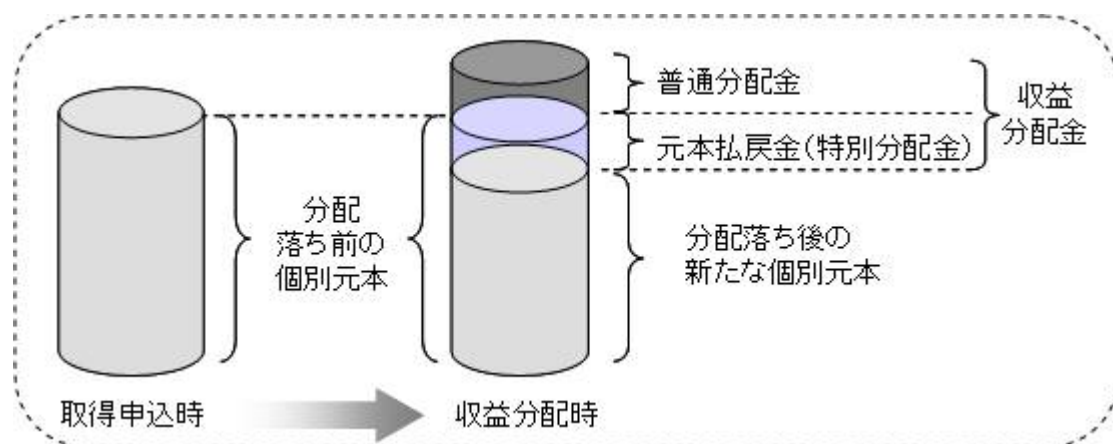 普通分配金
収益
分配金
元本払戻金(特別分配金)
分配
落ち前の
個別元本
分配落ち後の
新たな個別元本
取得申込時
収益分配時